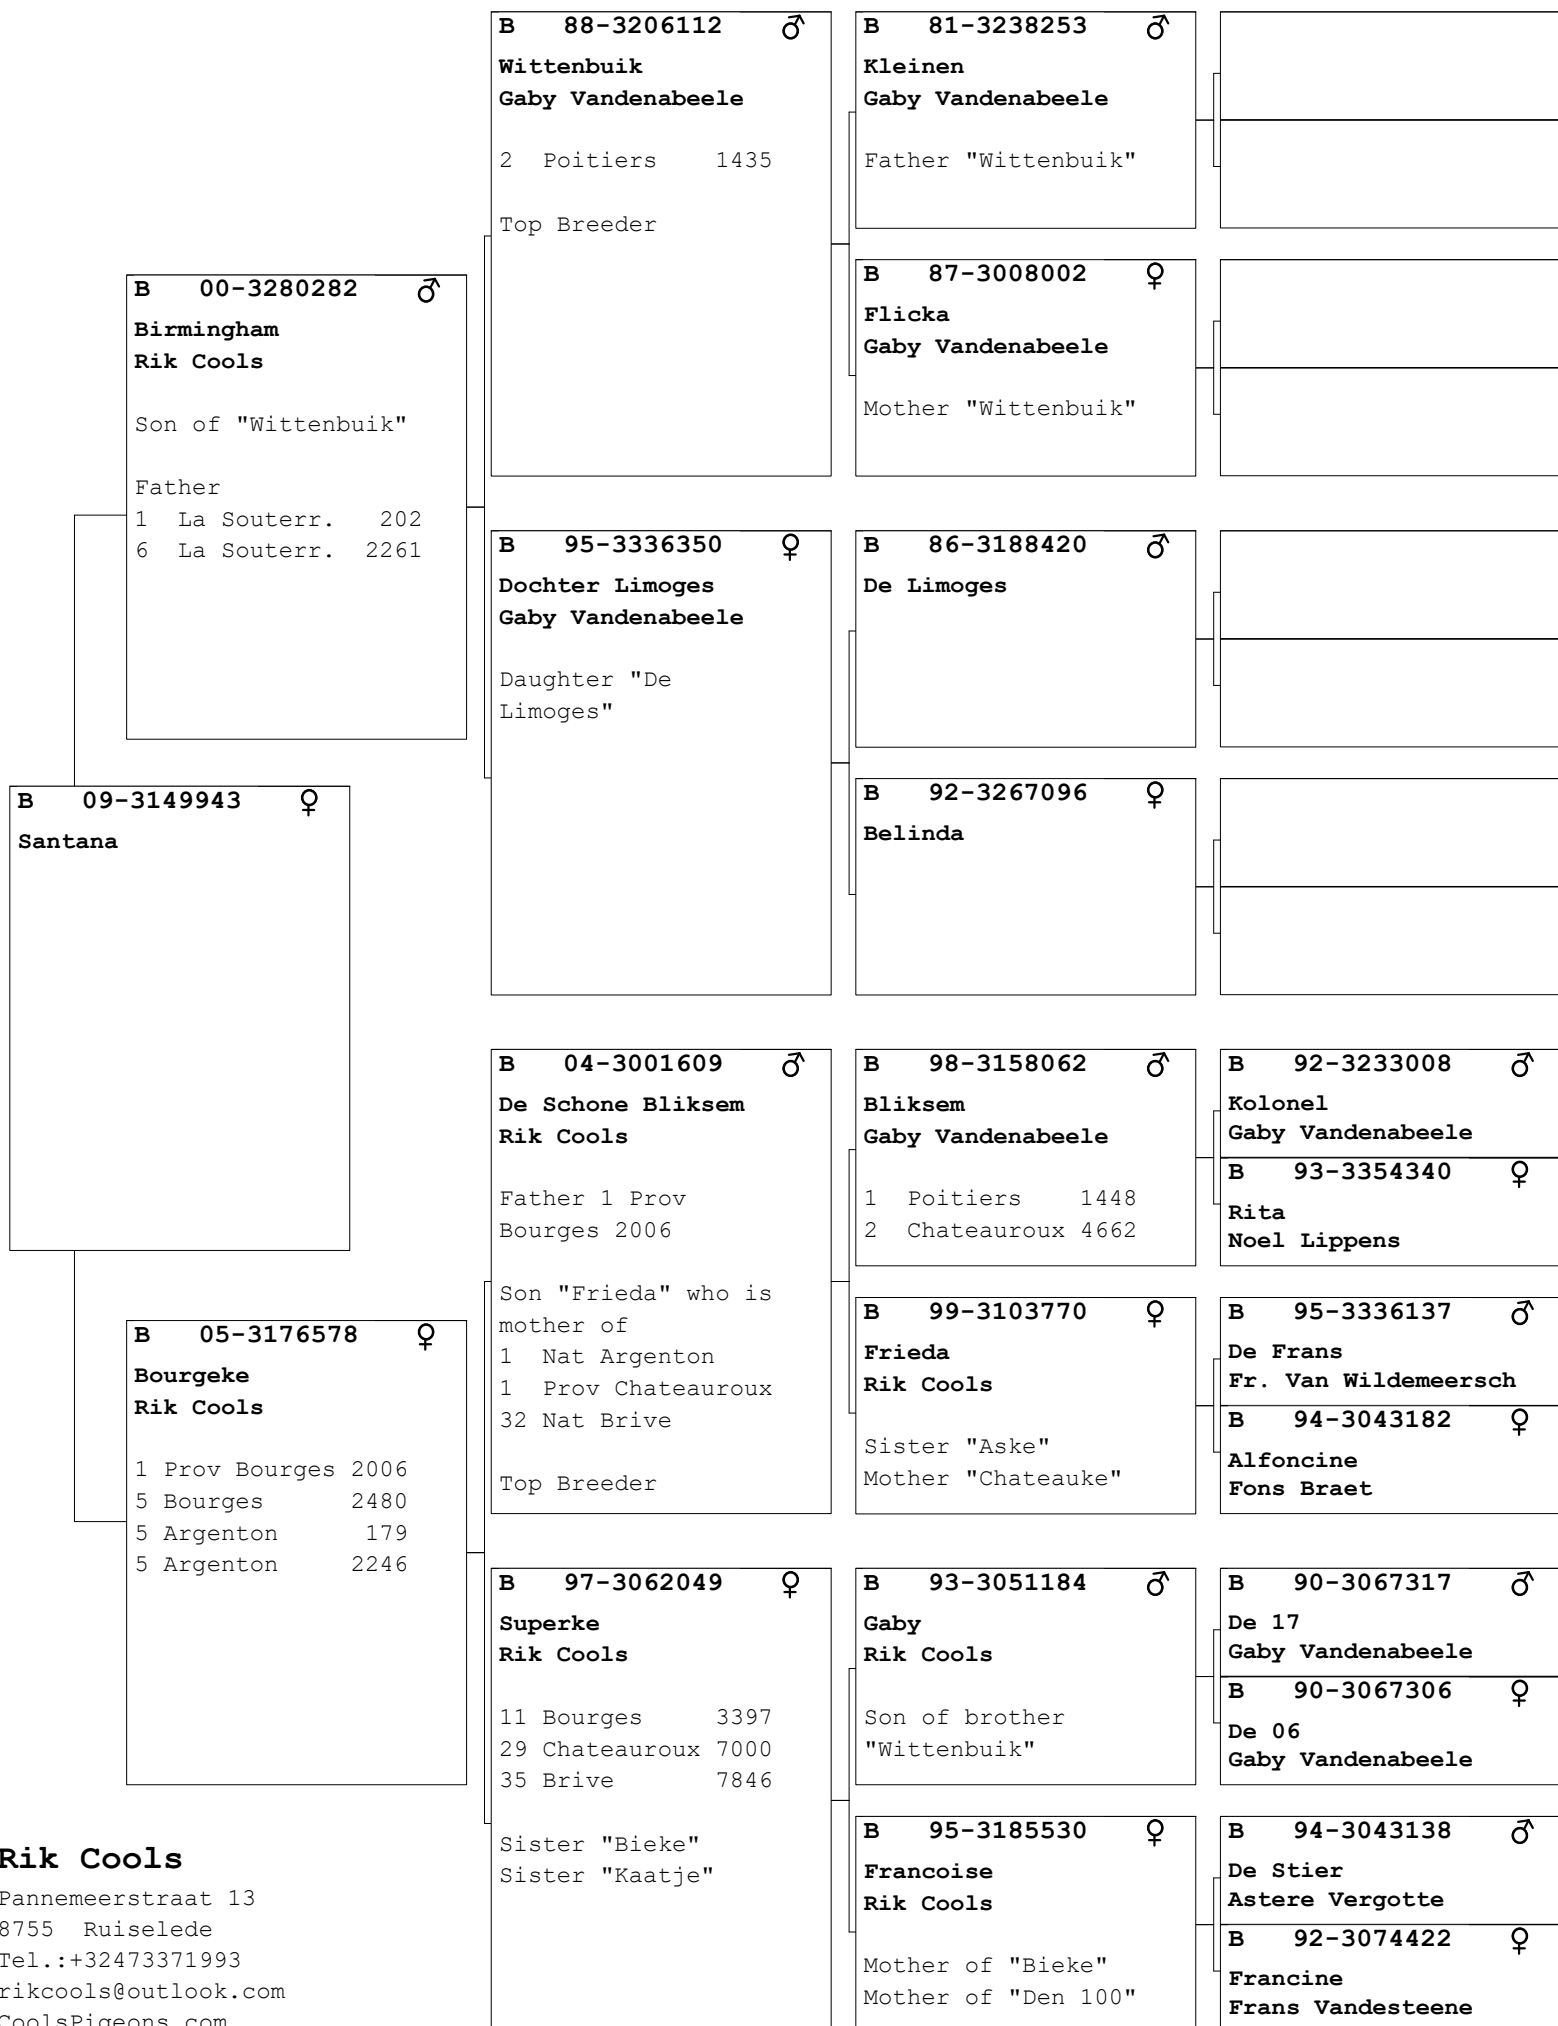 B 88-3206112 ♂
Wittenbuik
Gaby Vandenabeele
2 Poitiers 1435
Top Breeder
B 81-3238253 ♂
Kleinen
Gaby Vandenabeele
Father "Wittenbuik"
B 87-3008002 ♀
Flicka
Gaby Vandenabeele
Mother "Wittenbuik"
B 00-3280282 ♂
Birmingham
Rik Cools
Son of "Wittenbuik"
Father
1 La Souterr. 202
6 La Souterr. 2261
B 95-3336350 ♀
Dochter Limoges
Gaby Vandenabeele
Daughter "De
Limoges"
B 86-3188420 ♂
De Limoges
B 92-3267096 ♀
Belinda
B 09-3149943 ♀
Santana
B 04-3001609 ♂
De Schone Bliksem
Rik Cools
Father 1 Prov
Bourges 2006
Son "Frieda" who is
mother of
1 Nat Argenton
1 Prov Chateauroux
32 Nat Brive
Top Breeder
B 98-3158062 ♂
Bliksem
Gaby Vandenabeele
1 Poitiers 1448
2 Chateauroux 4662
B 92-3233008 ♂
Kolonel
Gaby Vandenabeele
B 93-3354340 ♀
Rita
Noel Lippens
B 99-3103770 ♀
Frieda
Rik Cools
Sister "Aske"
Mother "Chateauke"
B 95-3336137 ♂
De Frans
Fr. Van Wildemeersch
B 94-3043182 ♀
Alfoncine
Fons Braet
B 05-3176578 ♀
Bourgeke
Rik Cools
1 Prov Bourges 2006
5 Bourges 2480
5 Argenton 179
5 Argenton 2246
B 97-3062049 ♀
Superke
Rik Cools
11 Bourges 3397
29 Chateauroux 7000
35 Brive 7846
Sister "Bieke"
Sister "Kaatje"
B 93-3051184 ♂
Gaby
Rik Cools
Son of brother
"Wittenbuik"
B 90-3067317 ♂
De 17
Gaby Vandenabeele
B 90-3067306 ♀
De 06
Gaby Vandenabeele
B 95-3185530 ♀
Francoise
Rik Cools
Mother of "Bieke"
Mother of "Den 100"
B 94-3043138 ♂
De Stier
Astere Vergotte
B 92-3074422 ♀
Francine
Frans Vandesteene
Rik Cools
Pannemeerstraat 13
8755 Ruiselede
Tel.:+32473371993
rikcools@outlook.com
CoolsPigeons.com